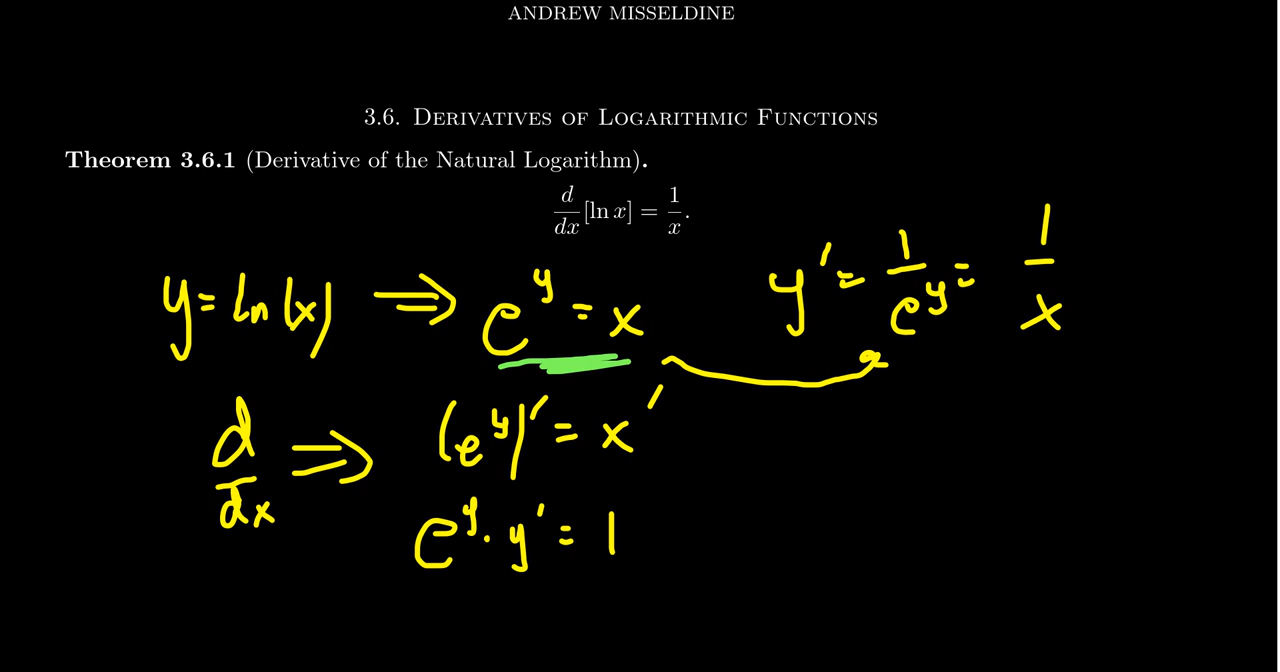 ANDREW MISSELDINE
3.6. DERIVATIVES OF LOGARITHMIC FUNCTIONS
Theorem 3.6.1 (Derivative of the Natural Logarithm).
d/dx [ln x] = 1/x.
y = ln(x) ⟹ e^y = x
y' = 1/e^y = 1/x
d/dx ⟹ (e^y)' = x'
e^y · y' = 1